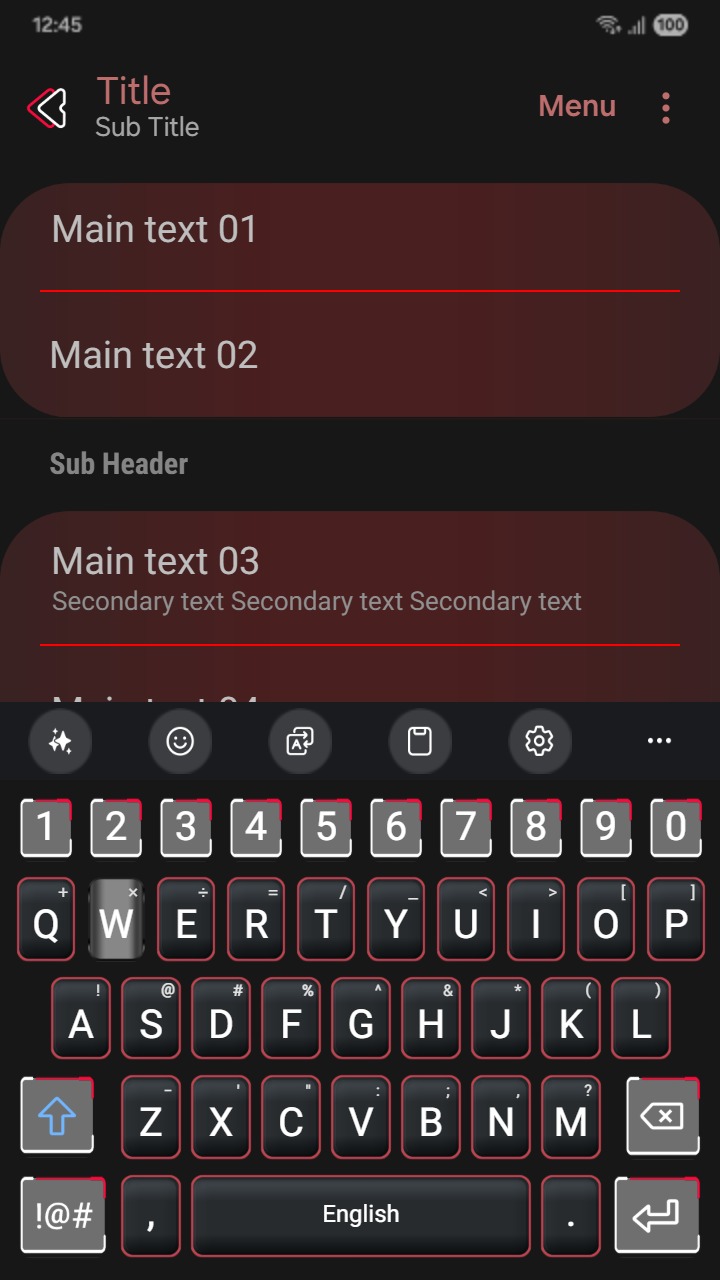 12:45
100
Title
Sub Title
Menu
Main text 01
Main text 02
Sub Header
Main text 03
Secondary text Secondary text Secondary text
1 2 3 4 5 6 7 8 9 0
+ × ÷ = / _ < > [ ]
Q W E R T Y U I O P
! @ # % ^ & * ( )
A S D F G H J K L
- ' " : ; , ?
Z X C V B N M
!@# , English .